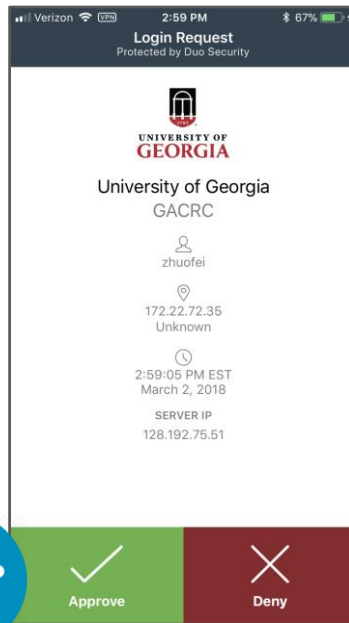 Verizon VPN 2:59 PM 67%
Login Request
Protected by Duo Security
1785
UNIVERSITY OF
GEORGIA
University of Georgia
GACRC
zhuofei
172.22.72.35
Unknown
2:59:05 PM EST
March 2, 2018
SERVER IP
128.192.75.51
Approve Deny